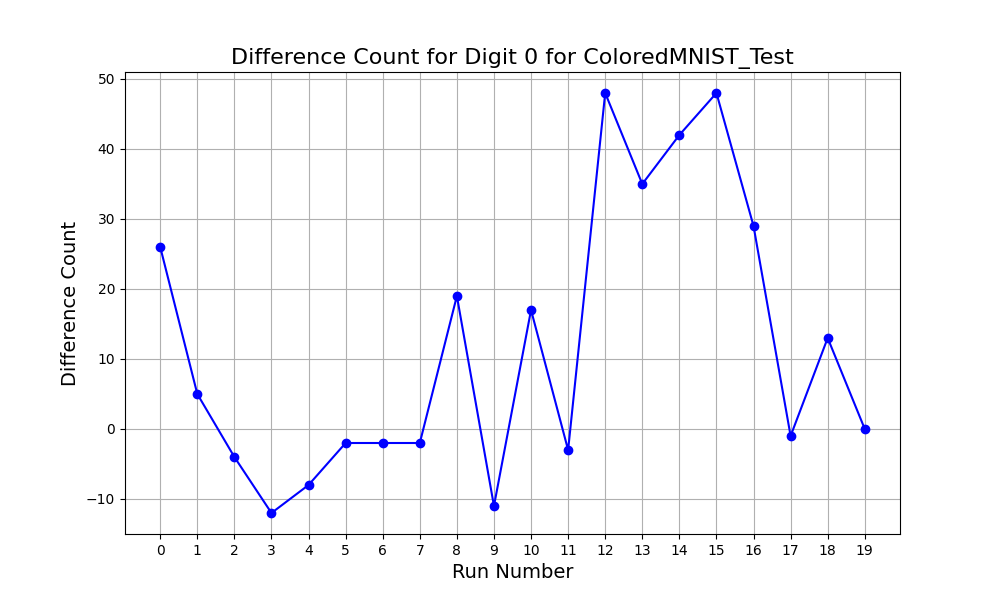 Difference Count for Digit 0 for ColoredMNIST_Test
Difference Count
50
40
30
20
10
0
−10
0 1 2 3 4 5 6 7 8 9 10 11 12 13 14 15 16 17 18 19
Run Number